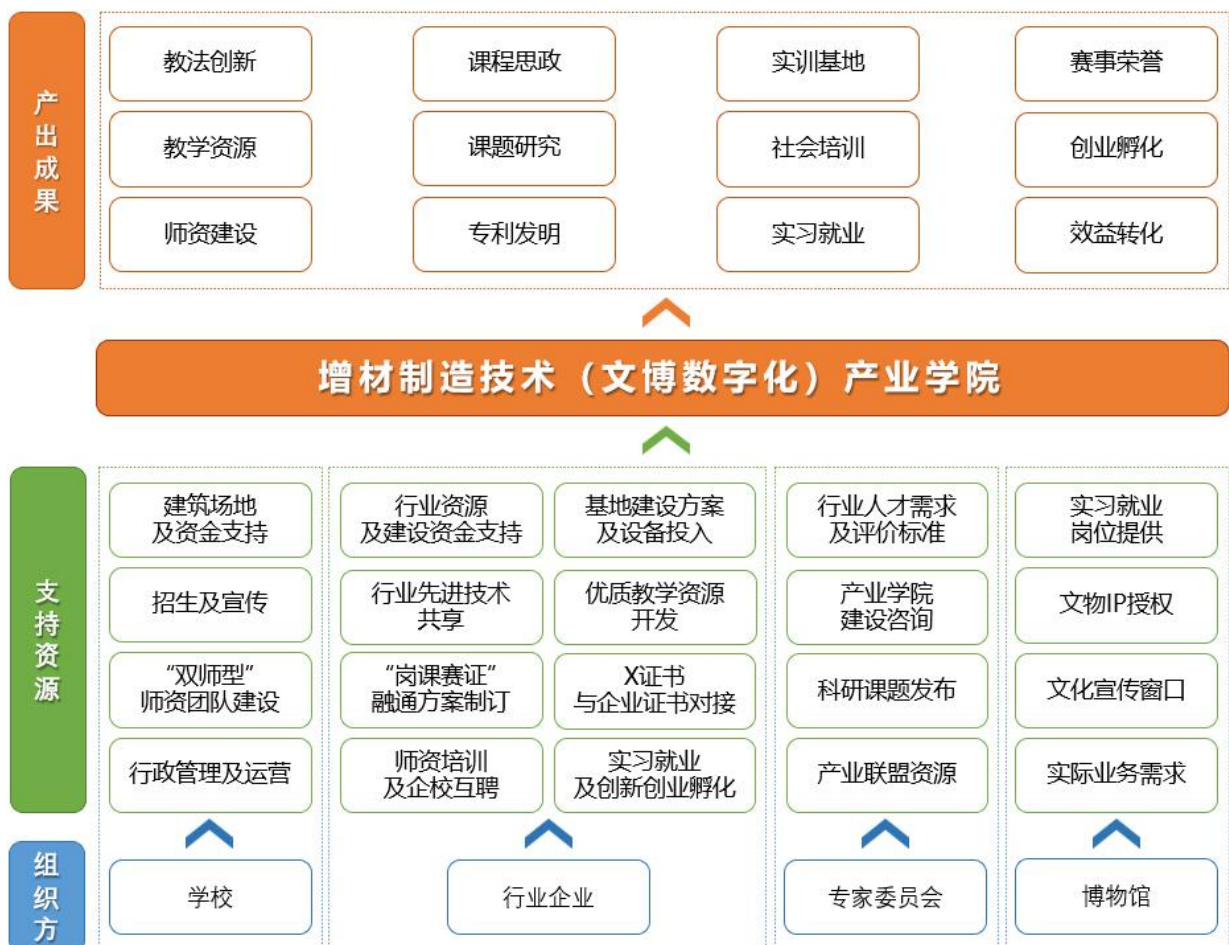 产出成果
教法创新
课程思政
实训基地
赛事荣誉
教学资源
课题研究
社会培训
创业孵化
师资建设
专利发明
实习就业
效益转化
增材制造技术（文博数字化）产业学院
支持资源
建筑场地
及资金支持
行业资源
及建设资金支持
基地建设方案
及设备投入
行业人才需求
及评价标准
实习就业
岗位提供
招生及宣传
行业先进技术
共享
优质教学资源
开发
产业学院
建设咨询
文物IP授权
“双师型”
师资团队建设
“岗课赛证”
融通方案制订
X证书
与企业证书对接
科研课题发布
文化宣传窗口
行政管理及运营
师资培训
及企校互聘
实习就业
及创新创业孵化
产业联盟资源
实际业务需求
组织方
学校
行业企业
专家委员会
博物馆